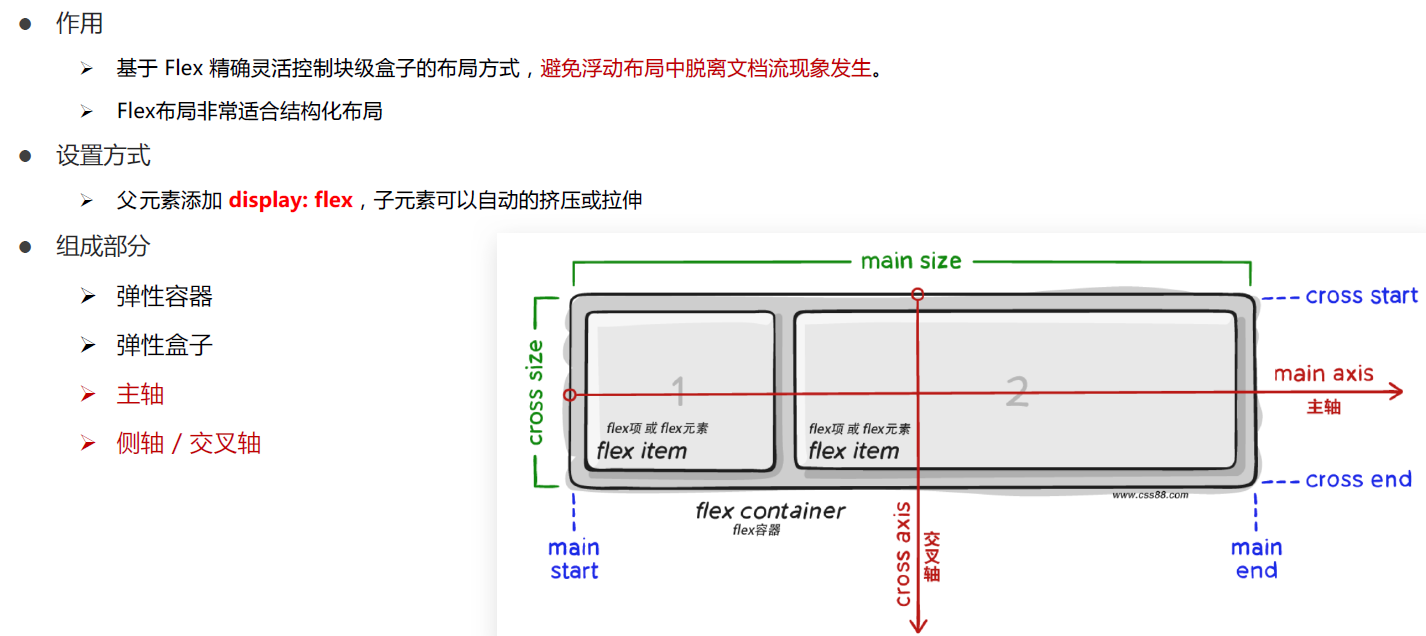 作用
基于 Flex 精确灵活控制块级盒子的布局方式，避免浮动布局中脱离文档流现象发生。
Flex布局非常适合结构化布局
设置方式
父元素添加 display: flex，子元素可以自动的挤压或拉伸
组成部分
弹性容器
弹性盒子
主轴
侧轴 / 交叉轴
main size
cross start
cross size
1
2
main axis
主轴
flex项 或 flex元素
flex item
flex项 或 flex元素
flex item
cross end
www.css88.com
flex container
flex容器
cross axis
交叉轴
main
start
main
end